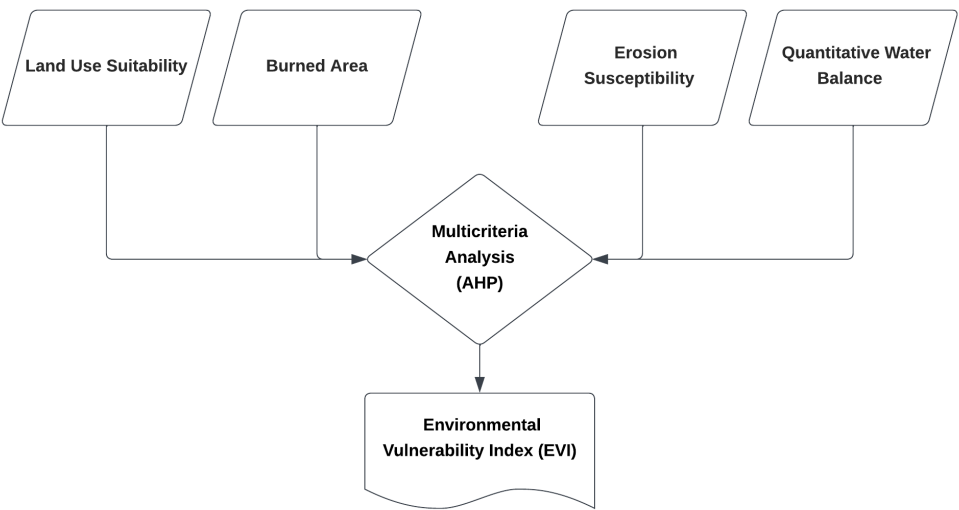 Land Use Suitability
Burned Area
Erosion
Susceptibility
Quantitative Water
Balance
Multicriteria
Analysis
(AHP)
Environmental
Vulnerability Index (EVI)